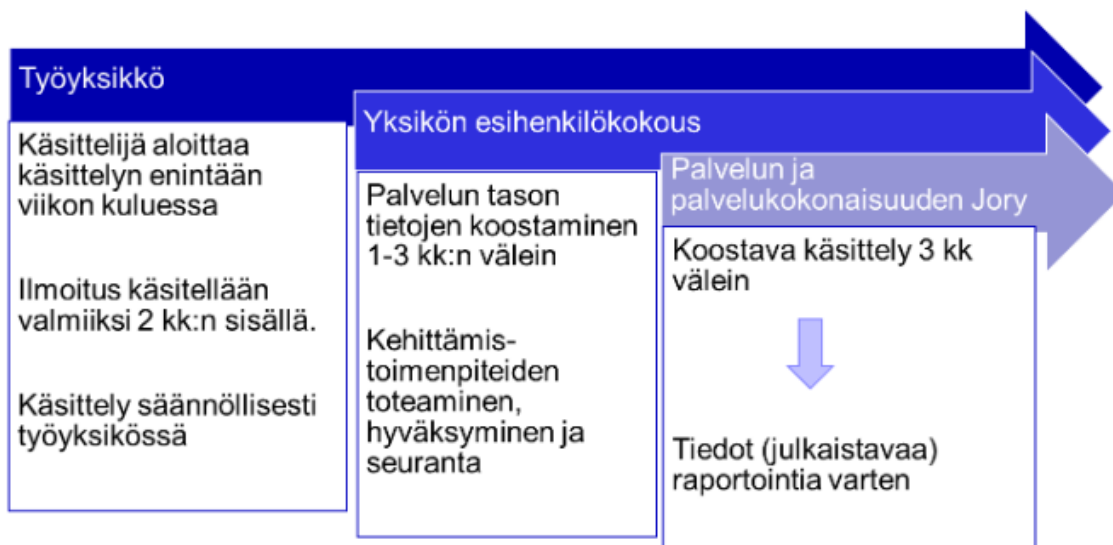 Työyksikkö
Käsittelijä aloittaa
käsittelyn enintään
viikon kuluessa
Ilmoitus käsitellään
valmiiksi 2 kk:n sisällä.
Käsittely säännöllisesti
työyksikössä
Yksikön esihenkilökokous
Palvelun tason
tietojen koostaminen
1-3 kk:n välein
Kehittämis-
toimenpiteiden
toteaminen,
hyväksyminen ja
seuranta
Palvelun ja
palvelukokonaisuuden Jory
Koostava käsittely 3 kk
välein
Tiedot (julkaistavaa)
raportointia varten